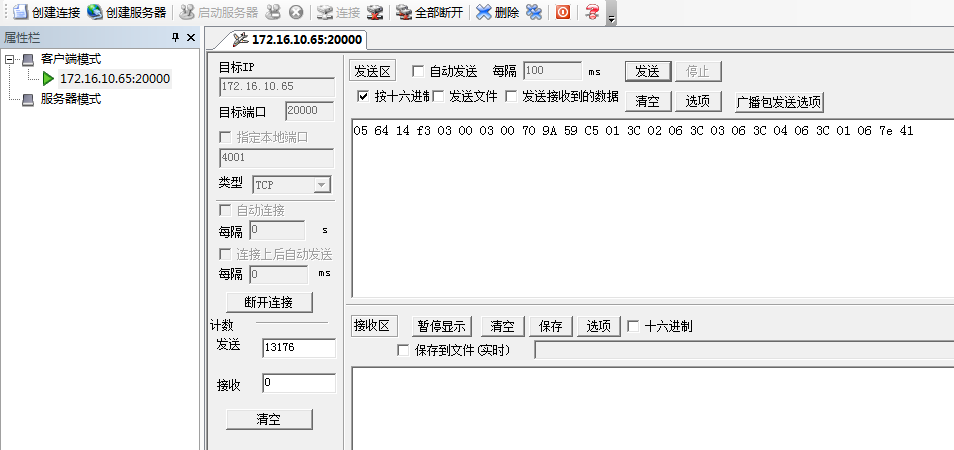 创建连接 创建服务器 启动服务器 连接 全部断开 删除
属性栏
客户端模式
172.16.10.65:20000
服务器模式
172.16.10.65:20000
目标IP
172.16.10.65
目标端口 20000
指定本地端口
4001
类型 TCP
自动连接
每隔 0 s
连接上后自动发送
每隔 0 ms
断开连接
计数
发送 13176
接收 0
清空
发送区 自动发送 每隔 100 ms 发送 停止
按十六进制 发送文件 发送接收到的数据 清空 选项 广播包发送选项
05 64 14 f3 03 00 03 00 70 9A 59 C5 01 3C 02 06 3C 03 06 3C 04 06 3C 01 06 7e 41
接收区 暂停显示 清空 保存 选项 十六进制
保存到文件(实时)